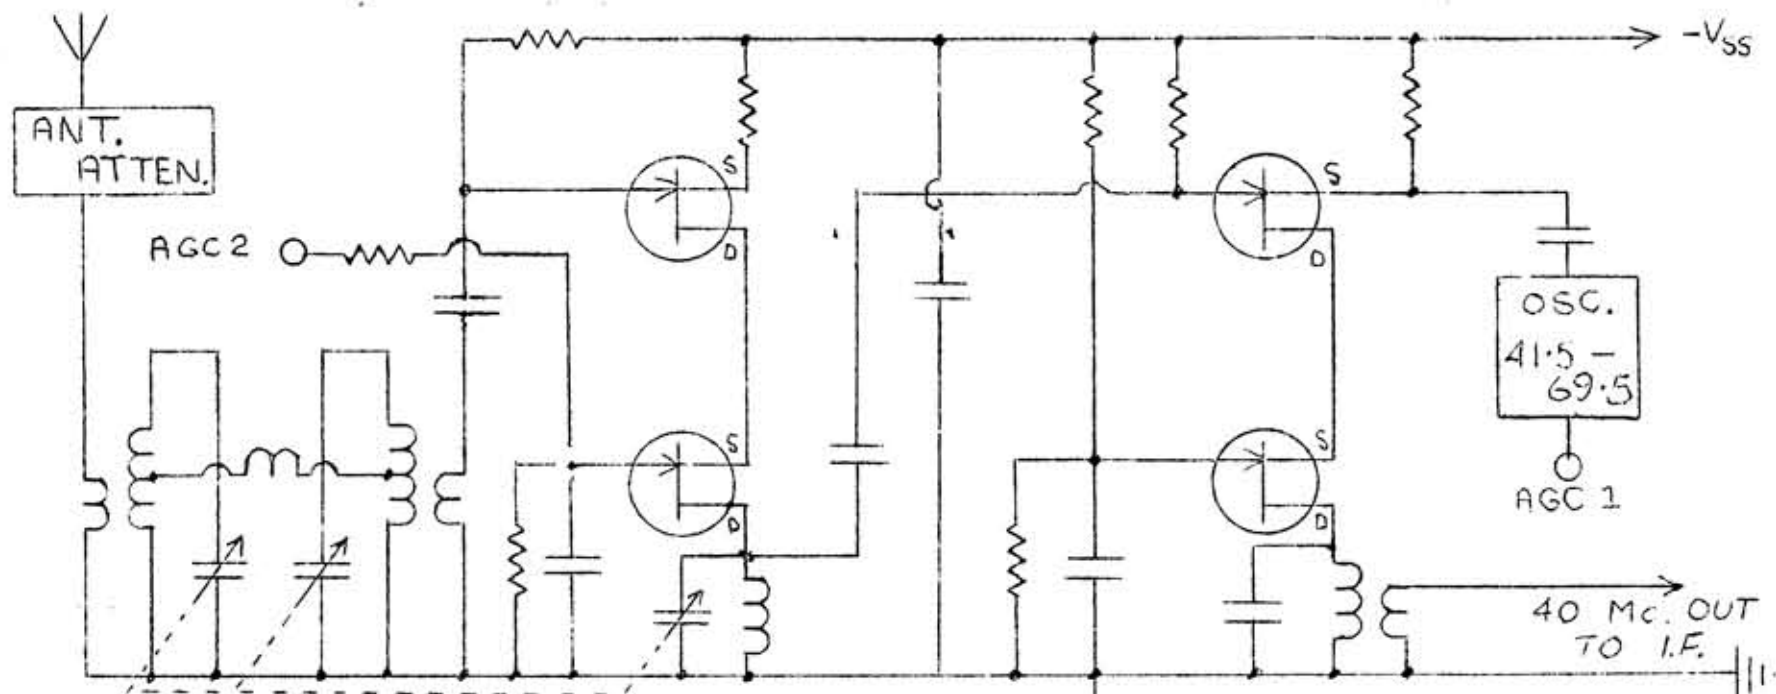 -VSS
ANT.
ATTEN.
S
D
S
D
AGC 2
OSC.
41.5 –
69.5
S
D
S
D
AGC 1
40 Mc. OUT
TO I.F.